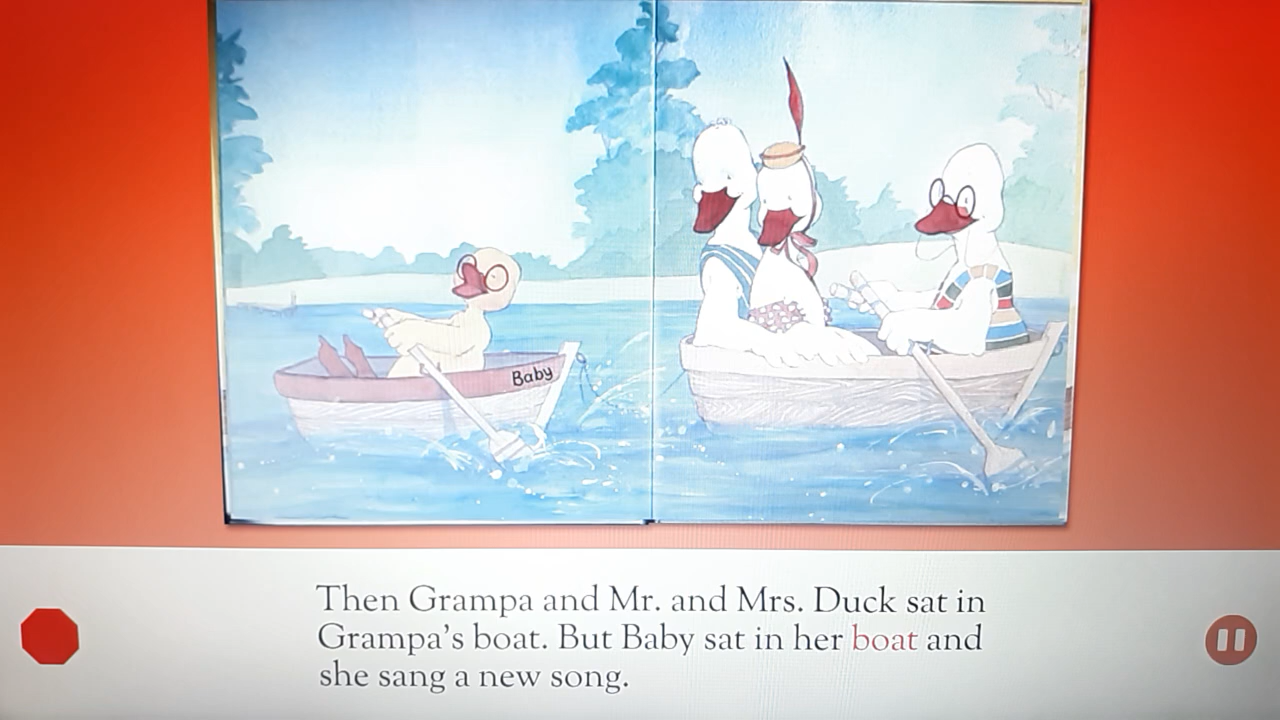 Baby
Then Grampa and Mr. and Mrs. Duck sat in
Grampa's boat. But Baby sat in her boat and
she sang a new song.